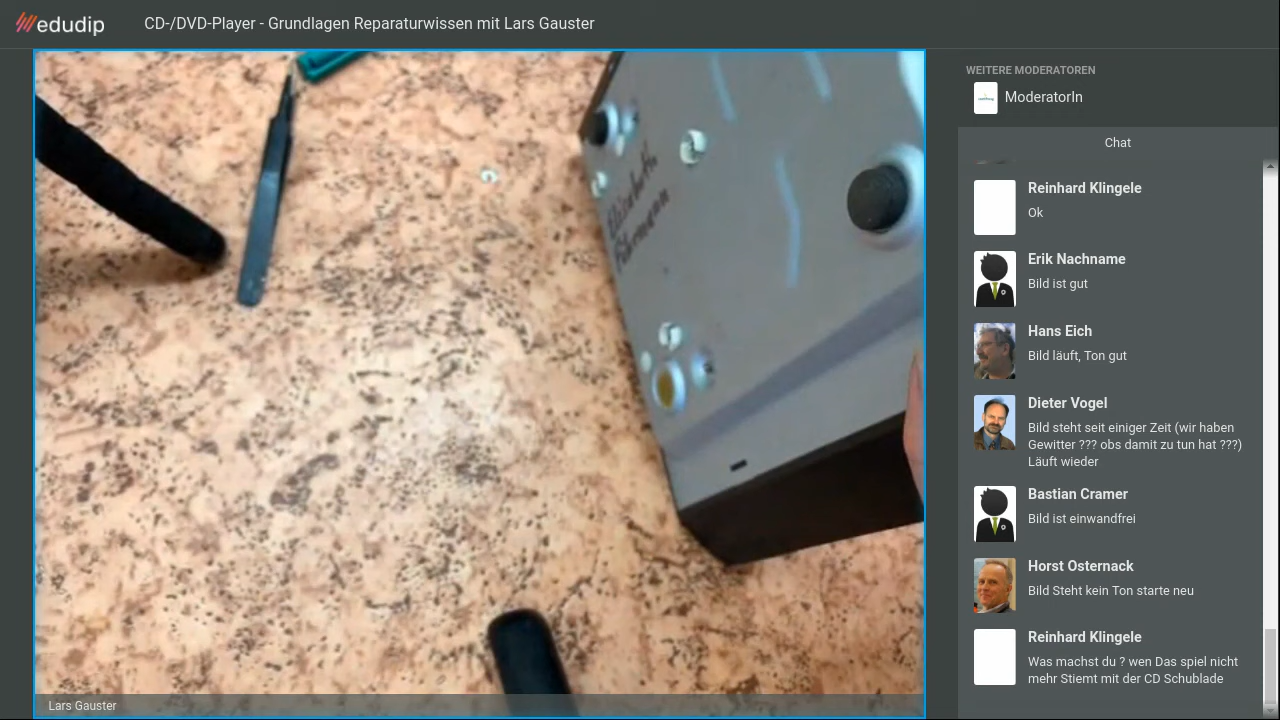 edudip
CD-/DVD-Player - Grundlagen Reparaturwissen mit Lars Gauster
Elisabeth
Lars Gauster
WEITERE MODERATOREN
ModeratorIn
Chat
Reinhard Klingele
Ok
Erik Nachname
Bild ist gut
Hans Eich
Bild läuft, Ton gut
Dieter Vogel
Bild steht seit einiger Zeit (wir haben
Gewitter ??? obs damit zu tun hat ???)
Läuft wieder
Bastian Cramer
Bild ist einwandfrei
Horst Osternack
Bild Steht kein Ton starte neu
Reinhard Klingele
Was machst du ? wen Das spiel nicht
mehr Stiemt mit der CD Schublade